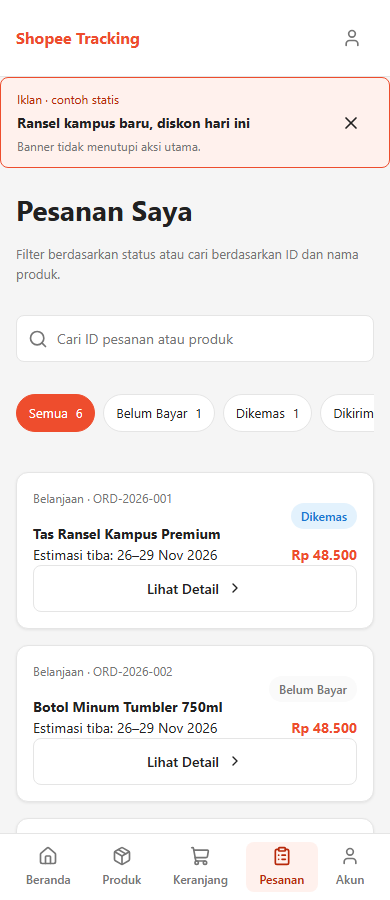 Shopee Tracking
Iklan · contoh statis
Ransel kampus baru, diskon hari ini
Banner tidak menutupi aksi utama.
Pesanan Saya
Filter berdasarkan status atau cari berdasarkan ID dan nama
produk.
Cari ID pesanan atau produk
Semua 6 Belum Bayar 1 Dikemas 1 Dikirim
Belanjaan · ORD-2026-001
Dikemas
Tas Ransel Kampus Premium
Estimasi tiba: 26–29 Nov 2026 Rp 48.500
Lihat Detail
Belanjaan · ORD-2026-002
Belum Bayar
Botol Minum Tumbler 750ml
Estimasi tiba: 26–29 Nov 2026 Rp 48.500
Lihat Detail
Beranda Produk Keranjang Pesanan Akun